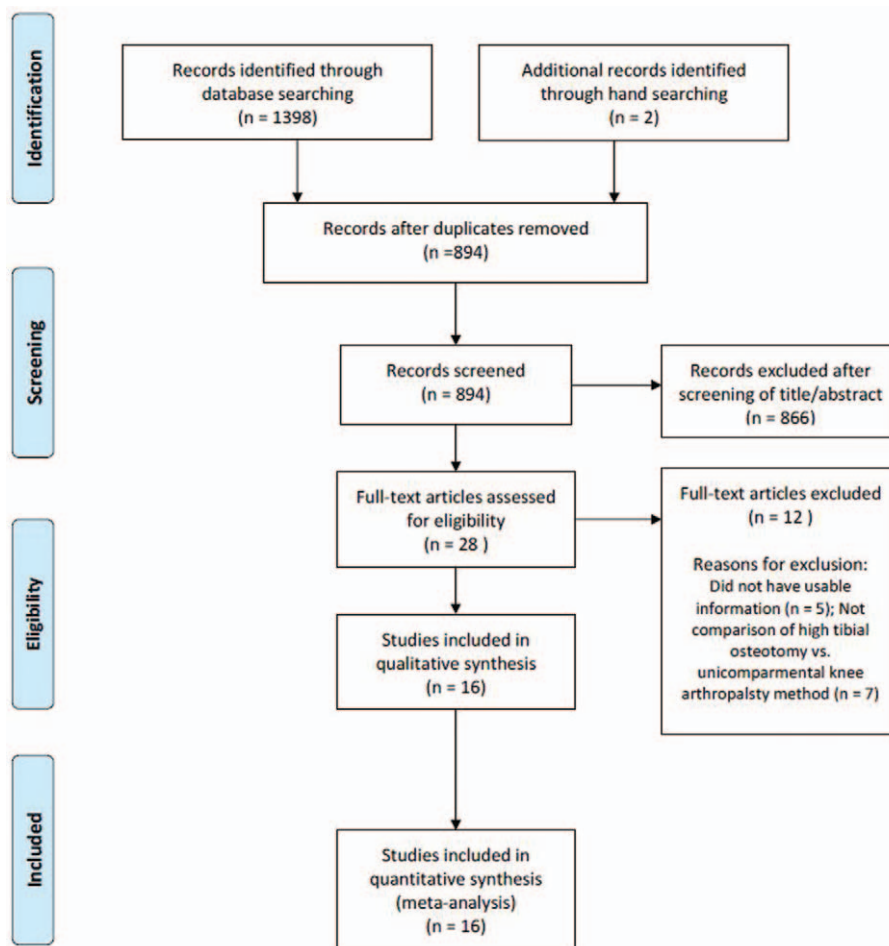 Identification
Records identified through
database searching
(n = 1398)
Additional records identified
through hand searching
(n = 2)
Records after duplicates removed
(n =894)
Screening
Records screened
(n = 894)
Records excluded after
screening of title/abstract
(n = 866)
Eligibility
Full-text articles assessed
for eligibility
(n = 28 )
Full-text articles excluded
(n = 12 )
Reasons for exclusion:
Did not have usable
information (n = 5); Not
comparison of high tibial
osteotomy vs.
unicomparmental knee
arthropalsty method (n = 7)
Studies included in
qualitative synthesis
(n = 16)
Included
Studies included in
quantitative synthesis
(meta-analysis)
(n = 16)